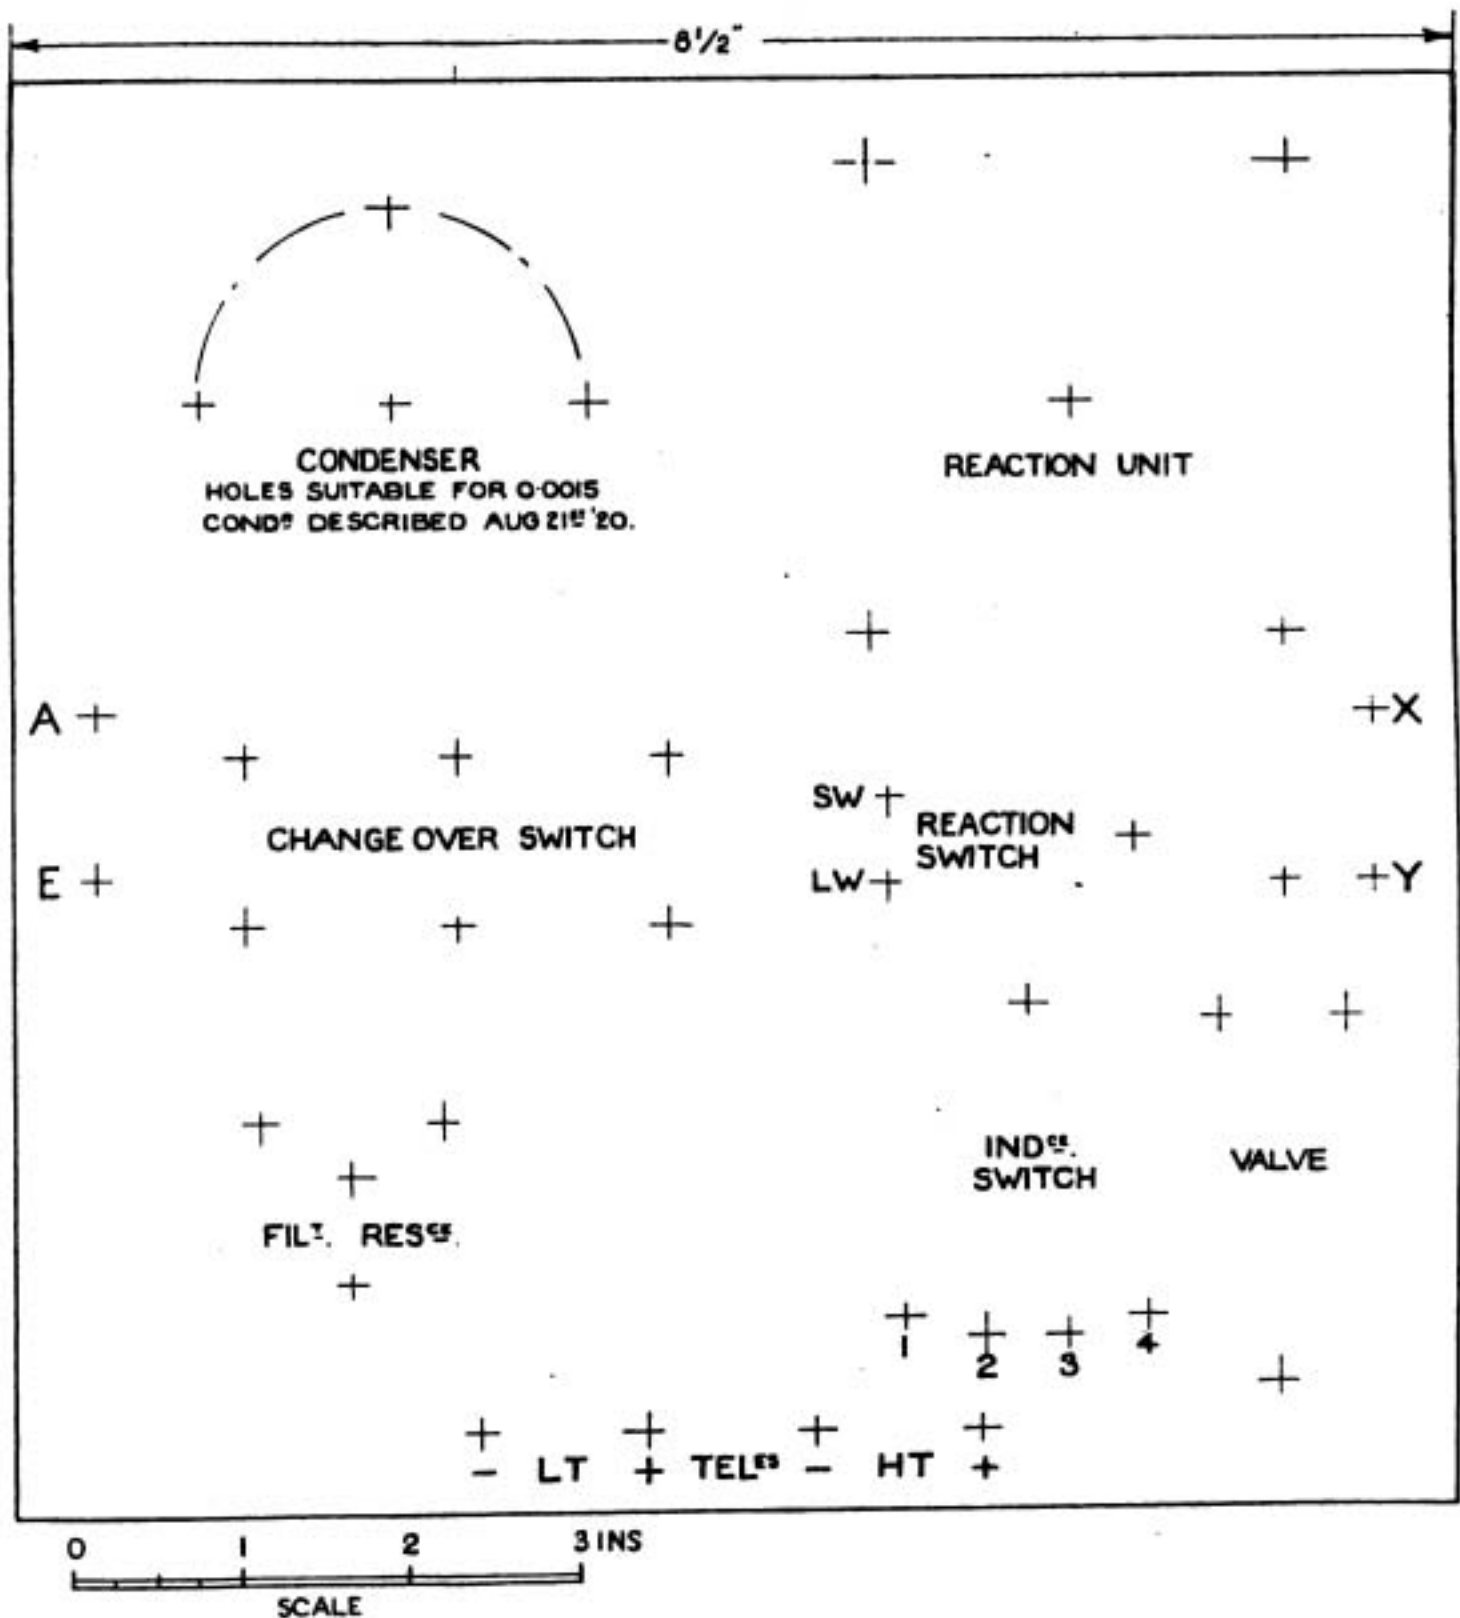 8 1/2"
CONDENSER
HOLES SUITABLE FOR 0·0015
CONDR DESCRIBED AUG 21ST '20.
REACTION UNIT
A
X
SW
REACTION
SWITCH
LW
CHANGE OVER SWITCH
E
Y
INDCE.
SWITCH
VALVE
FILT. RESCE.
1 2 3 4
- LT + TELES - HT +
0 1 2 3 INS
SCALE